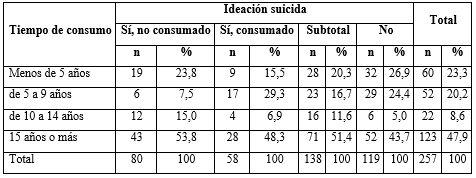 Tiempo de consumo Ideación suicida Total
Sí, no consumado Sí, consumado Subtotal No
n % n % n % n % n %
Menos de 5 años 19 23,8 9 15,5 28 20,3 32 26,9 60 23,3
de 5 a 9 años 6 7,5 17 29,3 23 16,7 29 24,4 52 20,2
de 10 a 14 años 12 15,0 4 6,9 16 11,6 6 5,0 22 8,6
15 años o más 43 53,8 28 48,3 71 51,4 52 43,7 123 47,9
Total 80 100 58 100 138 100 119 100 257 100